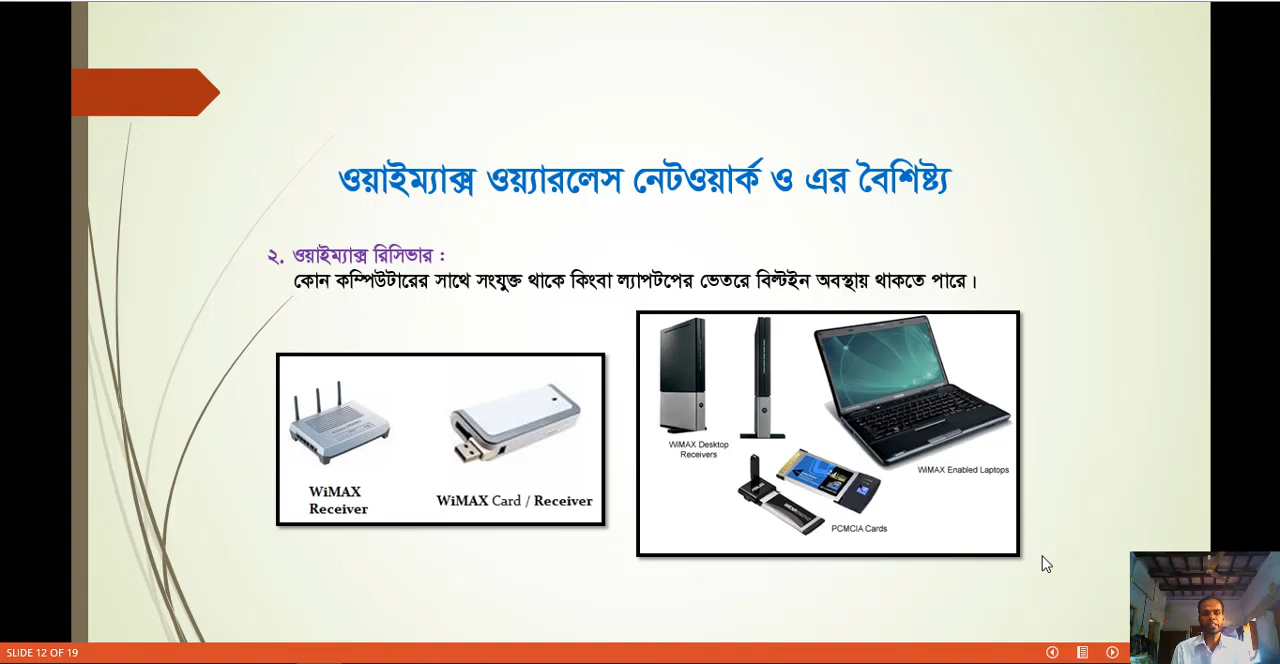 ওয়াইম্যাক্স ওয়্যারলেস নেটওয়ার্ক ও এর বৈশিষ্ট্য
২. ওয়াইম্যাক্স রিসিভার :
কোন কম্পিউটারের সাথে সংযুক্ত থাকে কিংবা ল্যাপটপের ভেতরে বিল্টইন অবস্থায় থাকতে পারে।
WiMAX
Receiver
WiMAX Card / Receiver
WiMAX Desktop
Receivers
WiMAX Enabled Laptops
PCMCIA Cards
SLIDE 12 OF 19